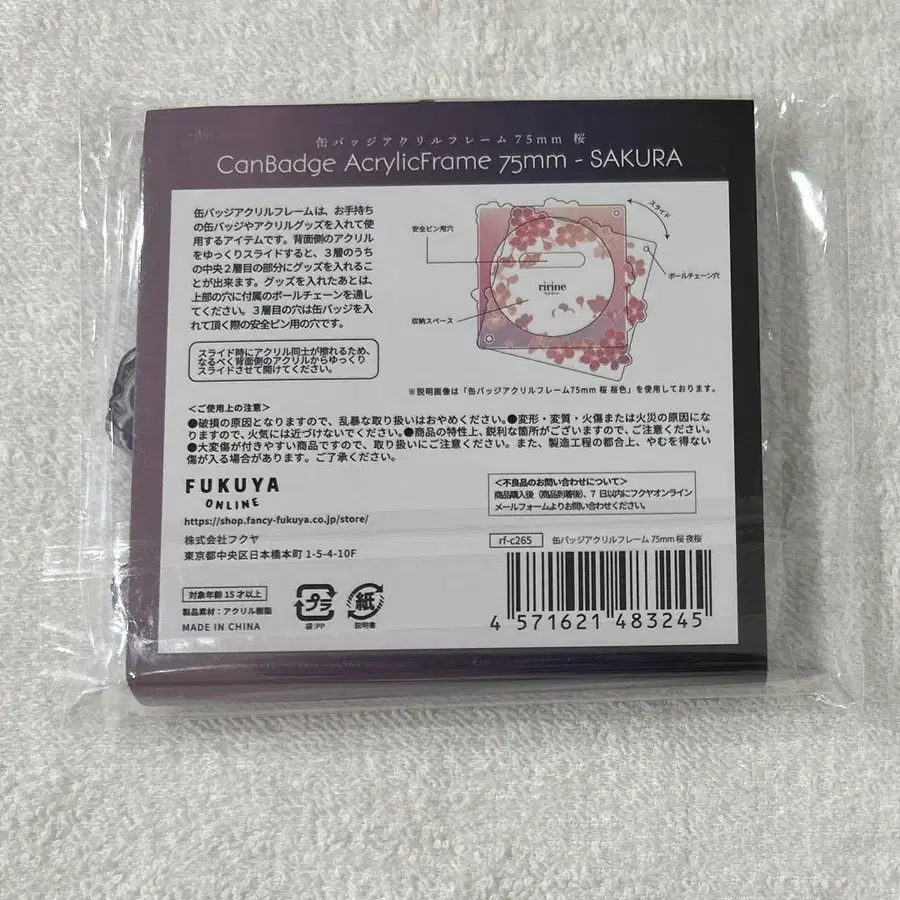 缶バッジアクリルフレーム75mm 桜
CanBadge AcrylicFrame 75mm - SAKURA
缶バッジアクリルフレームは、お手持ち
の缶バッジやアクリルグッズを入れて使
用するアイテムです。背面側のアクリル
をゆっくりスライドすると、3層のうち
の中央2層目の部分にグッズを入れるこ
とが出来ます。グッズを入れたあとは、
上部の穴に付属のボールチェーンを通し
てください。3層目の穴は缶バッジを入
れて頂く際の安全ピン用の穴です。
スライド時にアクリル同士が擦れるため、
なるべく背面側のアクリルからゆっくり
スライドさせて開けてください。
スライド
安全ピン用穴
ボールチェーン穴
ririne
収納スペース
※説明画像は「缶バッジアクリルフレーム75mm 桜 桜色」を使用しております。
<ご使用上の注意>
●破損の原因となりますので、乱暴な取り扱いはおやめください。●変形・変質・火傷または火災の原因にな
りますので、火気には近づけないでください。●商品の特性上、鋭利な箇所がございますので、ご注意ください。
●大変傷が付きやすい商品ですので、取り扱いにご注意ください。また、製造工程の都合上、やむを得ない
傷が入る場合があります。ご了承ください。
FUKUYA
ONLINE
https://shop.fancy-fukuya.co.jp/store/
株式会社フクヤ
東京都中央区日本橋本町 1-5-4-10F
<不良品のお問い合わせについて>
商品購入後(商品到着後)、7日以内にフクヤオンライン
メールフォームよりお問い合わせください。
rf-c265 缶バッジアクリルフレーム 75mm 桜 夜桜
対象年齢 15才以上
製品素材:アクリル樹脂
MADE IN CHINA
プラ
袋:PP
紙
説明書
4 571621 483245